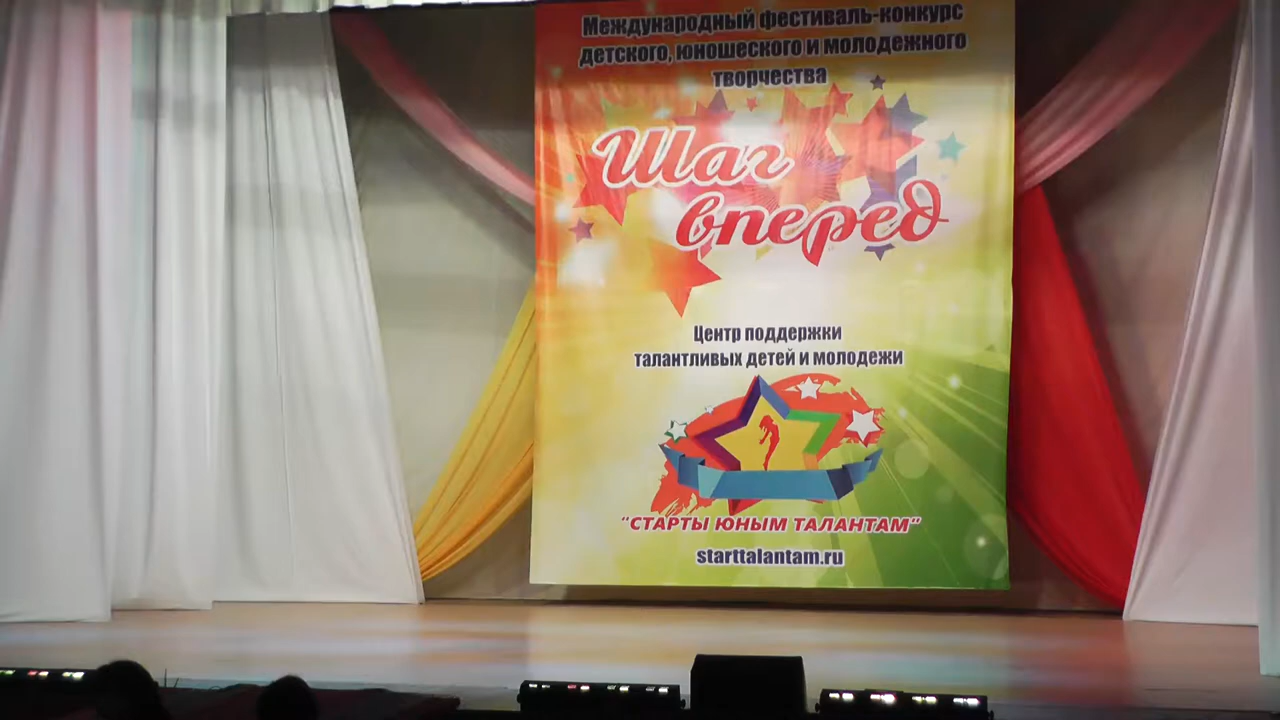 Международный фестиваль-конкурс
детского, юношеского и молодежного
творчества
Шаг
вперед
Центр поддержки
талантливых детей и молодежи
"СТАРТЫ ЮНЫМ ТАЛАНТАМ"
starttalantam.ru